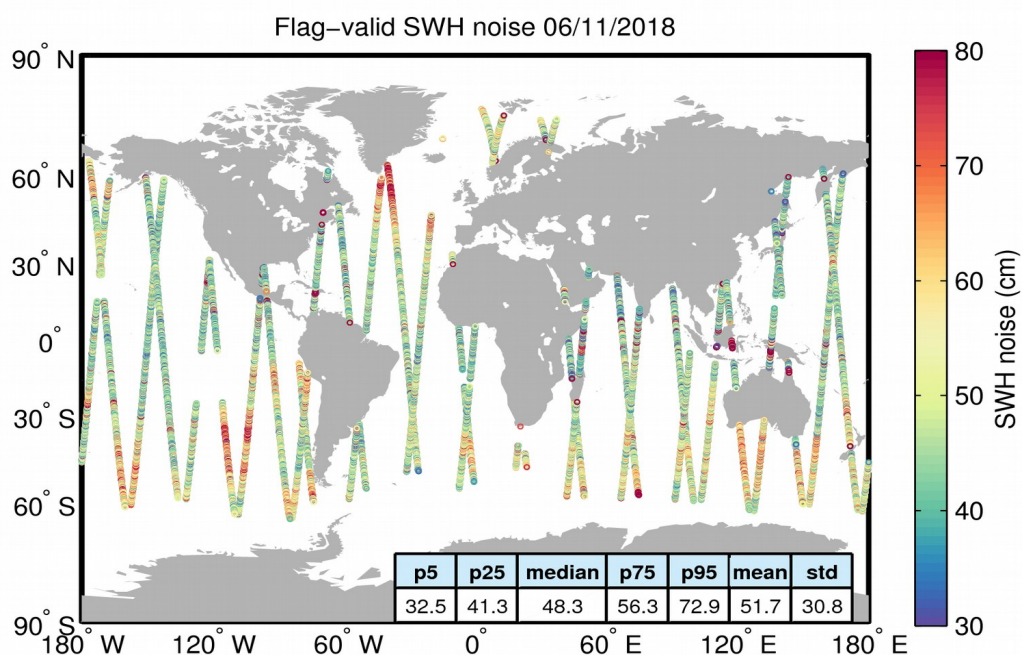 Flag−valid SWH noise 06/11/2018
90° N
60° N
30° N
0°
30° S
60° S
90° S
180° W
120° W
60° W
0°
60° E
120° E
180° E
p5 p25 median p75 p95 mean std
32.5 41.3 48.3 56.3 72.9 51.7 30.8
80
70
60
50
40
30
SWH noise (cm)